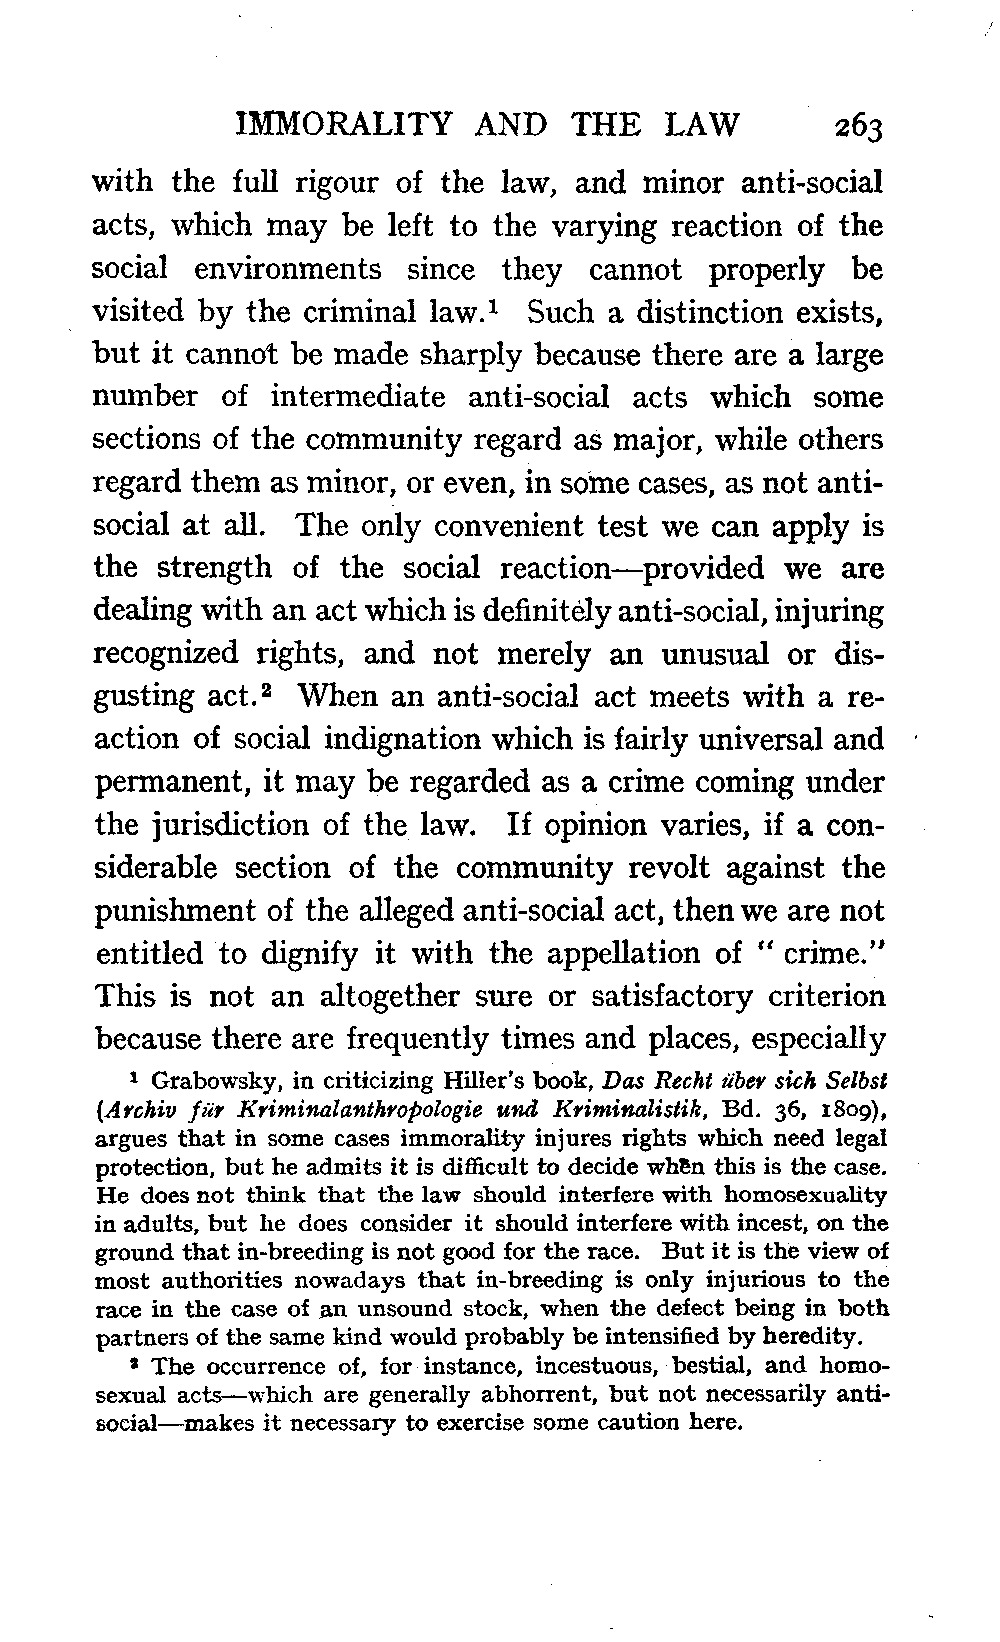 IMMORALITY AND THE LAW 263
with the full rigour of the law, and minor anti-social
acts, which may be left to the varying reaction of the
social environments since they cannot properly be
visited by the criminal law.¹ Such a distinction exists,
but it cannot be made sharply because there are a large
number of intermediate anti-social acts which some
sections of the community regard as major, while others
regard them as minor, or even, in some cases, as not anti-
social at all. The only convenient test we can apply is
the strength of the social reaction—provided we are
dealing with an act which is definitely anti-social, injuring
recognized rights, and not merely an unusual or dis-
gusting act.² When an anti-social act meets with a re-
action of social indignation which is fairly universal and
permanent, it may be regarded as a crime coming under
the jurisdiction of the law. If opinion varies, if a con-
siderable section of the community revolt against the
punishment of the alleged anti-social act, then we are not
entitled to dignify it with the appellation of “ crime.”
This is not an altogether sure or satisfactory criterion
because there are frequently times and places, especially
¹ Grabowsky, in criticizing Hiller's book, Das Recht über sich Selbst
(Archiv für Kriminalanthropologie und Kriminalistik, Bd. 36, 1809),
argues that in some cases immorality injures rights which need legal
protection, but he admits it is difficult to decide when this is the case.
He does not think that the law should interfere with homosexuality
in adults, but he does consider it should interfere with incest, on the
ground that in-breeding is not good for the race. But it is the view of
most authorities nowadays that in-breeding is only injurious to the
race in the case of an unsound stock, when the defect being in both
partners of the same kind would probably be intensified by heredity.
² The occurrence of, for instance, incestuous, bestial, and homo-
sexual acts—which are generally abhorrent, but not necessarily anti-
social—makes it necessary to exercise some caution here.